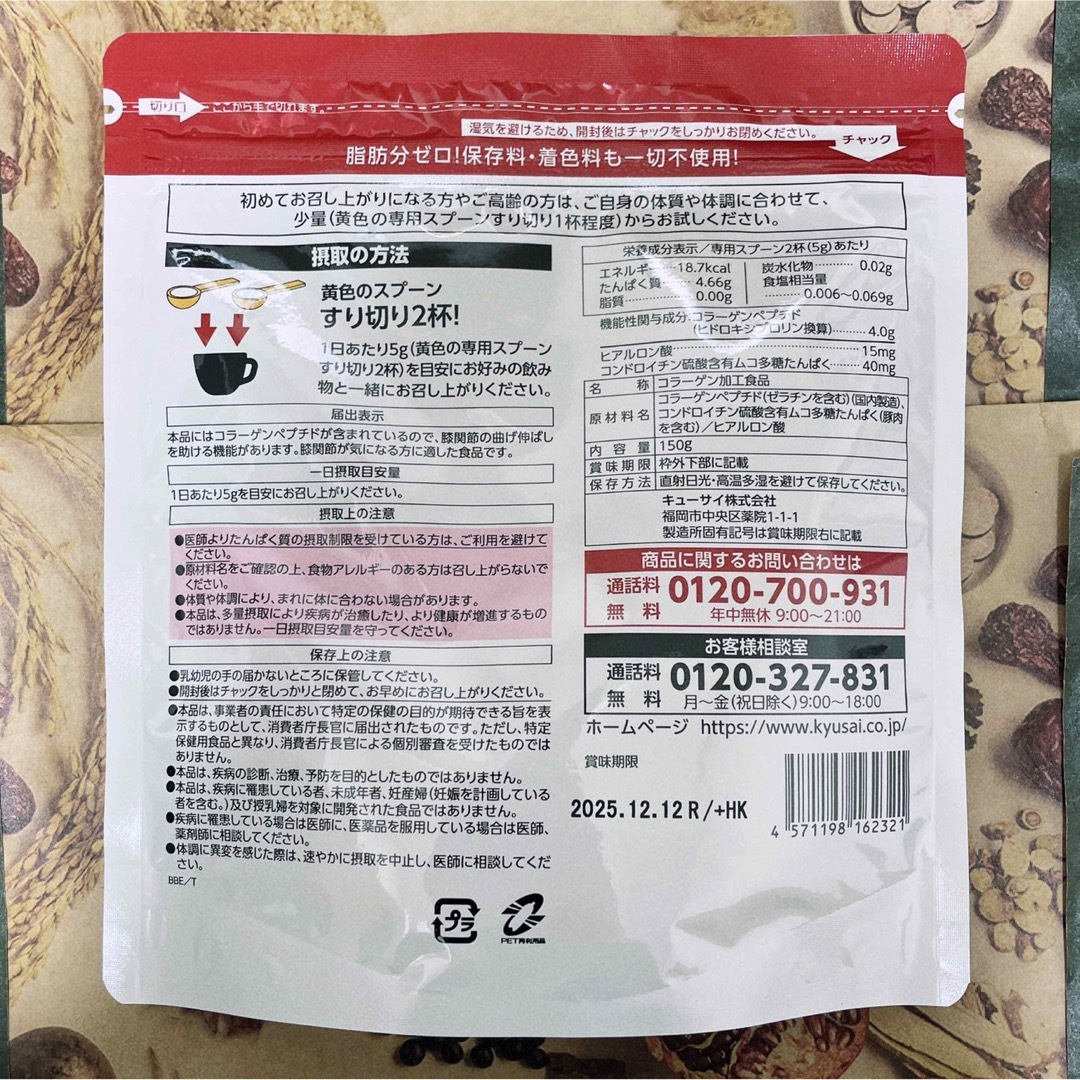 切り口
ここから手で切れます。
湿気を避けるため、開封後はチャックをしっかりお閉めください。
チャック
脂肪分ゼロ!保存料・着色料も一切不使用!
初めてお召し上がりになる方やご高齢の方は、ご自身の体質や体調に合わせて、
少量(黄色の専用スプーンすり切り1杯程度)からお試しください。
摂取の方法
黄色のスプーン
すり切り2杯!
1日あたり5g(黄色の専用スプーン
すり切り2杯)を目安にお好みの飲み
物と一緒にお召し上がりください。
届出表示
本品にはコラーゲンペプチドが含まれているので、膝関節の曲げ伸ばし
を助ける機能があります。膝関節が気になる方に適した食品です。
一日摂取目安量
1日あたり5gを目安にお召し上がりください。
摂取上の注意
●医師よりたんぱく質の摂取制限を受けている方は、ご利用を避けて
ください。
●原材料名をご確認の上、食物アレルギーのある方は召し上がらないで
ください。
●体質や体調により、まれに体に合わない場合があります。
●本品は、多量摂取により疾病が治癒したり、より健康が増進するもの
ではありません。一日摂取目安量を守ってください。
保存上の注意
●乳幼児の手の届かないところに保管してください。
●開封後はチャックをしっかりと閉めて、お早めにお召し上がりください。
●本品は、事業者の責任において特定の保健の目的が期待できる旨を表
示するものとして、消費者庁長官に届出されたものです。ただし、特定
保健用食品と異なり、消費者庁長官による個別審査を受けたものでは
ありません。
●本品は、疾病の診断、治療、予防を目的としたものではありません。
●本品は、疾病に罹患している者、未成年者、妊産婦(妊娠を計画している
者を含む。)及び授乳婦を対象に開発された食品ではありません。
●疾病に罹患している場合は医師に、医薬品を服用している場合は医師、
薬剤師に相談してください。
●体調に異変を感じた際は、速やかに摂取を中止し、医師に相談してくだ
さい。
BBE/T
栄養成分表示/専用スプーン2杯(5g)あたり
エネルギー…18.7kcal
たんぱく質…4.66g
脂質…0.00g
炭水化物…0.02g
食塩相当量
…0.006〜0.069g
機能性関与成分:コラーゲンペプチド
(ヒドロキシプロリン換算)…4.0g
ヒアルロン酸…15mg
コンドロイチン硫酸含有ムコ多糖たんぱく…40mg
名称 コラーゲン加工食品
原材料名 コラーゲンペプチド(ゼラチンを含む)(国内製造)、
コンドロイチン硫酸含有ムコ多糖たんぱく(豚肉
を含む)/ヒアルロン酸
内容量 150g
賞味期限 枠外下部に記載
保存方法 直射日光・高温多湿を避けて保存してください。
キューサイ株式会社
福岡市中央区薬院1-1-1
製造所固有記号は賞味期限右に記載
商品に関するお問い合わせは
通話料無料 0120-700-931
年中無休 9:00〜21:00
お客様相談室
通話料無料 0120-327-831
月〜金(祝日除く)9:00〜18:00
ホームページ https://www.kyusai.co.jp/
賞味期限
2025.12.12 R/+HK
4 571198 162321
プラ
PET再利用品